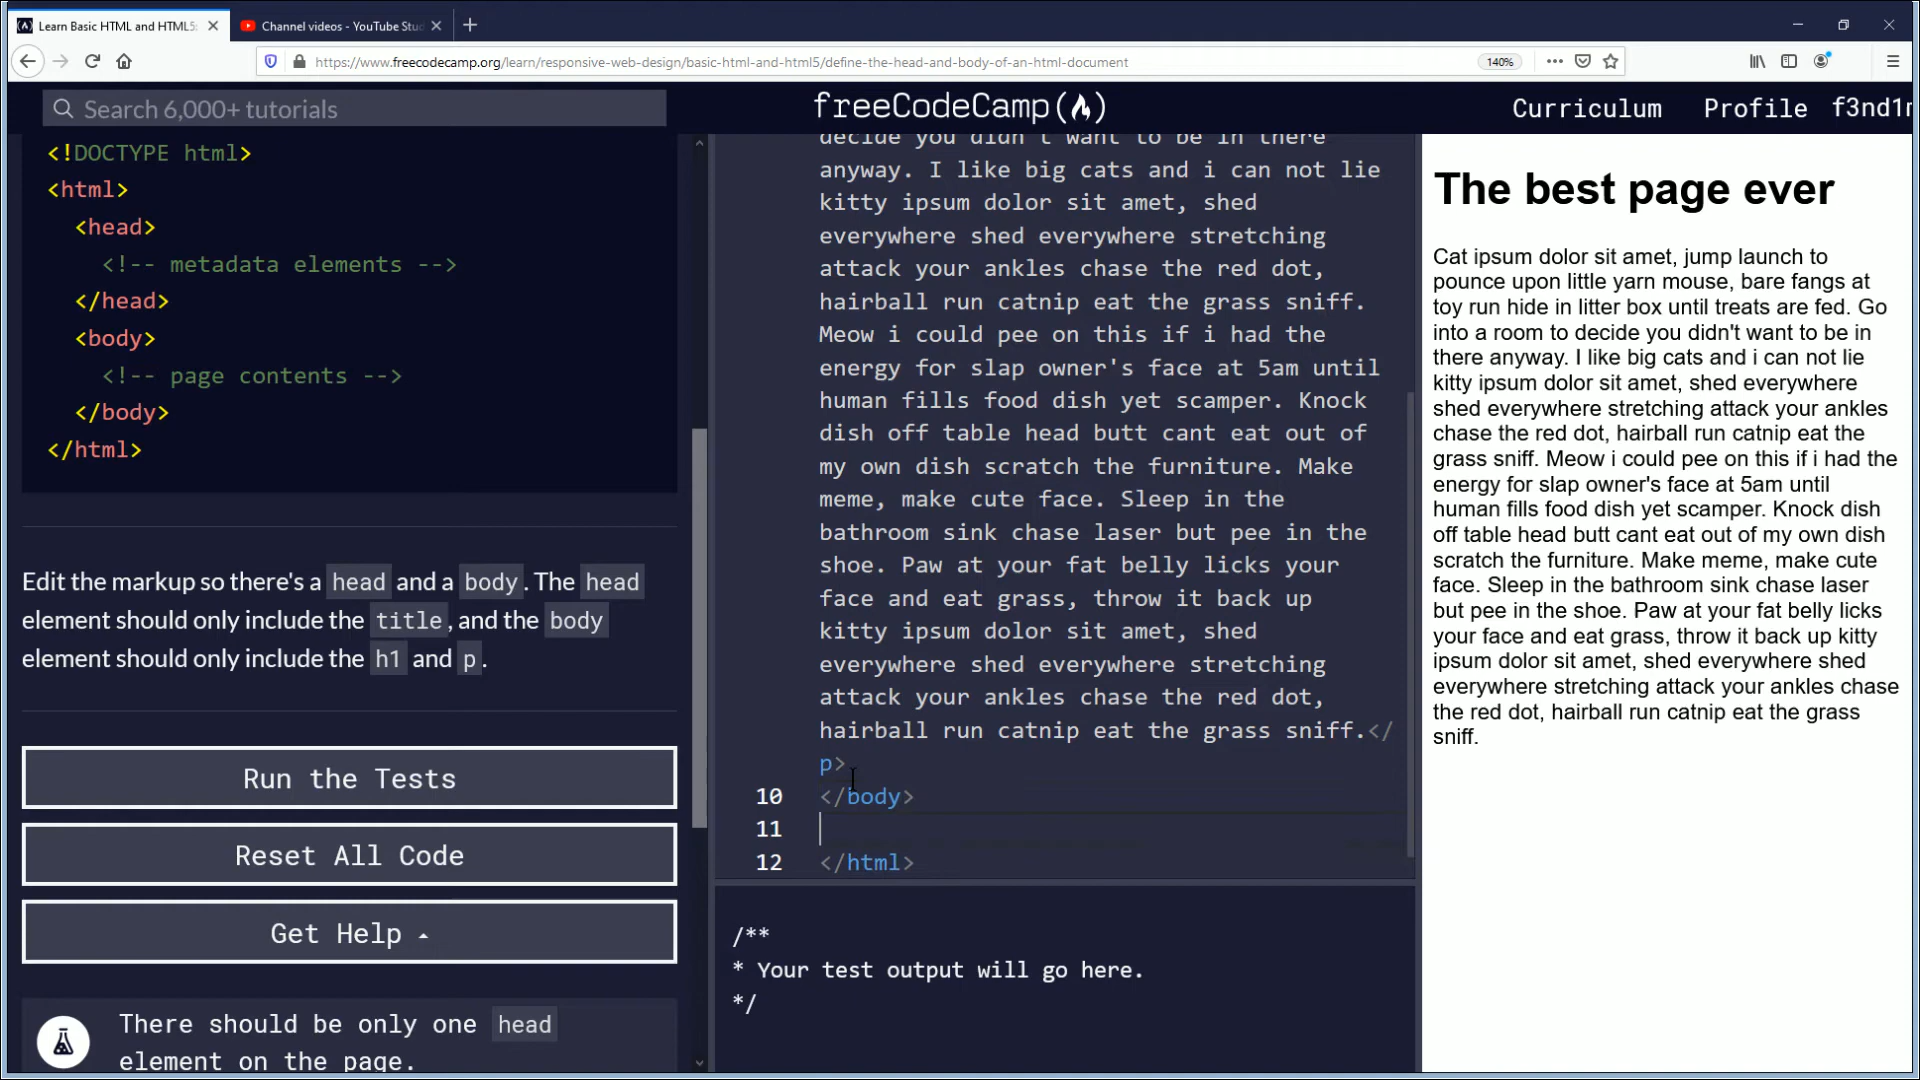 Learn Basic HTML and HTML5:
Channel videos - YouTube Stud
https://www.freecodecamp.org/learn/responsive-web-design/basic-html-and-html5/define-the-head-and-body-of-an-html-document
140%
Search 6,000+ tutorials
freeCodeCamp
Curriculum
Profile
<!DOCTYPE html>
<html>
<head>
<!-- metadata elements -->
</head>
<body>
<!-- page contents -->
</body>
</html>
Edit the markup so there's a head and a body. The head
element should only include the title, and the body
element should only include the h1 and p.
Run the Tests
Reset All Code
Get Help
There should be only one head
element on the page.
decide you didn't want to be in there
anyway. I like big cats and i can not lie
kitty ipsum dolor sit amet, shed
everywhere shed everywhere stretching
attack your ankles chase the red dot,
hairball run catnip eat the grass sniff.
Meow i could pee on this if i had the
energy for slap owner's face at 5am until
human fills food dish yet scamper. Knock
dish off table head butt cant eat out of
my own dish scratch the furniture. Make
meme, make cute face. Sleep in the
bathroom sink chase laser but pee in the
shoe. Paw at your fat belly licks your
face and eat grass, throw it back up
kitty ipsum dolor sit amet, shed
everywhere shed everywhere stretching
attack your ankles chase the red dot,
hairball run catnip eat the grass sniff.</
p>
10 </body>
11
12 </html>
/**
* Your test output will go here.
*/
The best page ever
Cat ipsum dolor sit amet, jump launch to
pounce upon little yarn mouse, bare fangs at
toy run hide in litter box until treats are fed. Go
into a room to decide you didn't want to be in
there anyway. I like big cats and i can not lie
kitty ipsum dolor sit amet, shed everywhere
shed everywhere stretching attack your ankles
chase the red dot, hairball run catnip eat the
grass sniff. Meow i could pee on this if i had the
energy for slap owner's face at 5am until
human fills food dish yet scamper. Knock dish
off table head butt cant eat out of my own dish
scratch the furniture. Make meme, make cute
face. Sleep in the bathroom sink chase laser
but pee in the shoe. Paw at your fat belly licks
your face and eat grass, throw it back up kitty
ipsum dolor sit amet, shed everywhere shed
everywhere stretching attack your ankles chase
the red dot, hairball run catnip eat the grass
sniff.